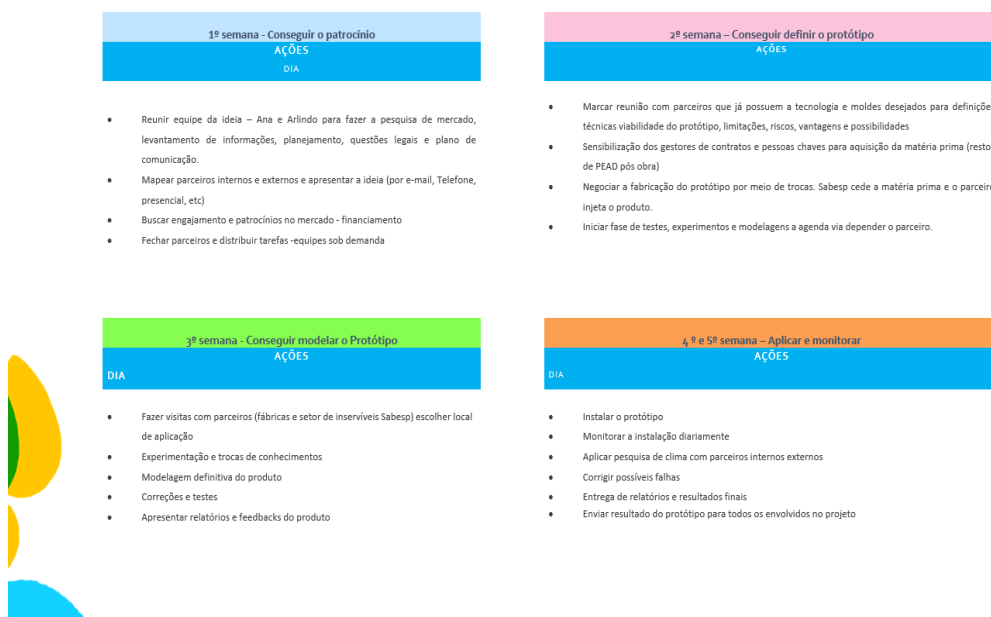 1º semana - Conseguir o patrocínio
AÇÕES
DIA
• Reunir equipe da ideia – Ana e Arlindo para fazer a pesquisa de mercado,
levantamento de informações, planejamento, questões legais e plano de
comunicação.
• Mapear parceiros internos e externos e apresentar a ideia (por e-mail, Telefone,
presencial, etc)
• Buscar engajamento e patrocínios no mercado - financiamento
• Fechar parceiros e distribuir tarefas -equipes sob demanda
2º semana – Conseguir definir o protótipo
AÇÕES
• Marcar reunião com parceiros que já possuem a tecnologia e moldes desejados para definiçõe
técnicas viabilidade do protótipo, limitações, riscos, vantagens e possibilidades
• Sensibilização dos gestores de contratos e pessoas chaves para aquisição da matéria prima (resto
de PEAD pós obra)
• Negociar a fabricação do protótipo por meio de trocas. Sabesp cede a matéria prima e o parceir
injeta o produto.
• Iniciar fase de testes, experimentos e modelagens a agenda via depender o parceiro.
3º semana - Conseguir modelar o Protótipo
AÇÕES
DIA
• Fazer visitas com parceiros (fábricas e setor de inservíveis Sabesp) escolher local
de aplicação
• Experimentação e trocas de conhecimentos
• Modelagem definitiva do produto
• Correções e testes
• Apresentar relatórios e feedbacks do produto
4 º e 5º semana – Aplicar e monitorar
AÇÕES
DIA
• Instalar o protótipo
• Monitorar a instalação diariamente
• Aplicar pesquisa de clima com parceiros internos externos
• Corrigir possíveis falhas
• Entrega de relatórios e resultados finais
• Enviar resultado do protótipo para todos os envolvidos no projeto